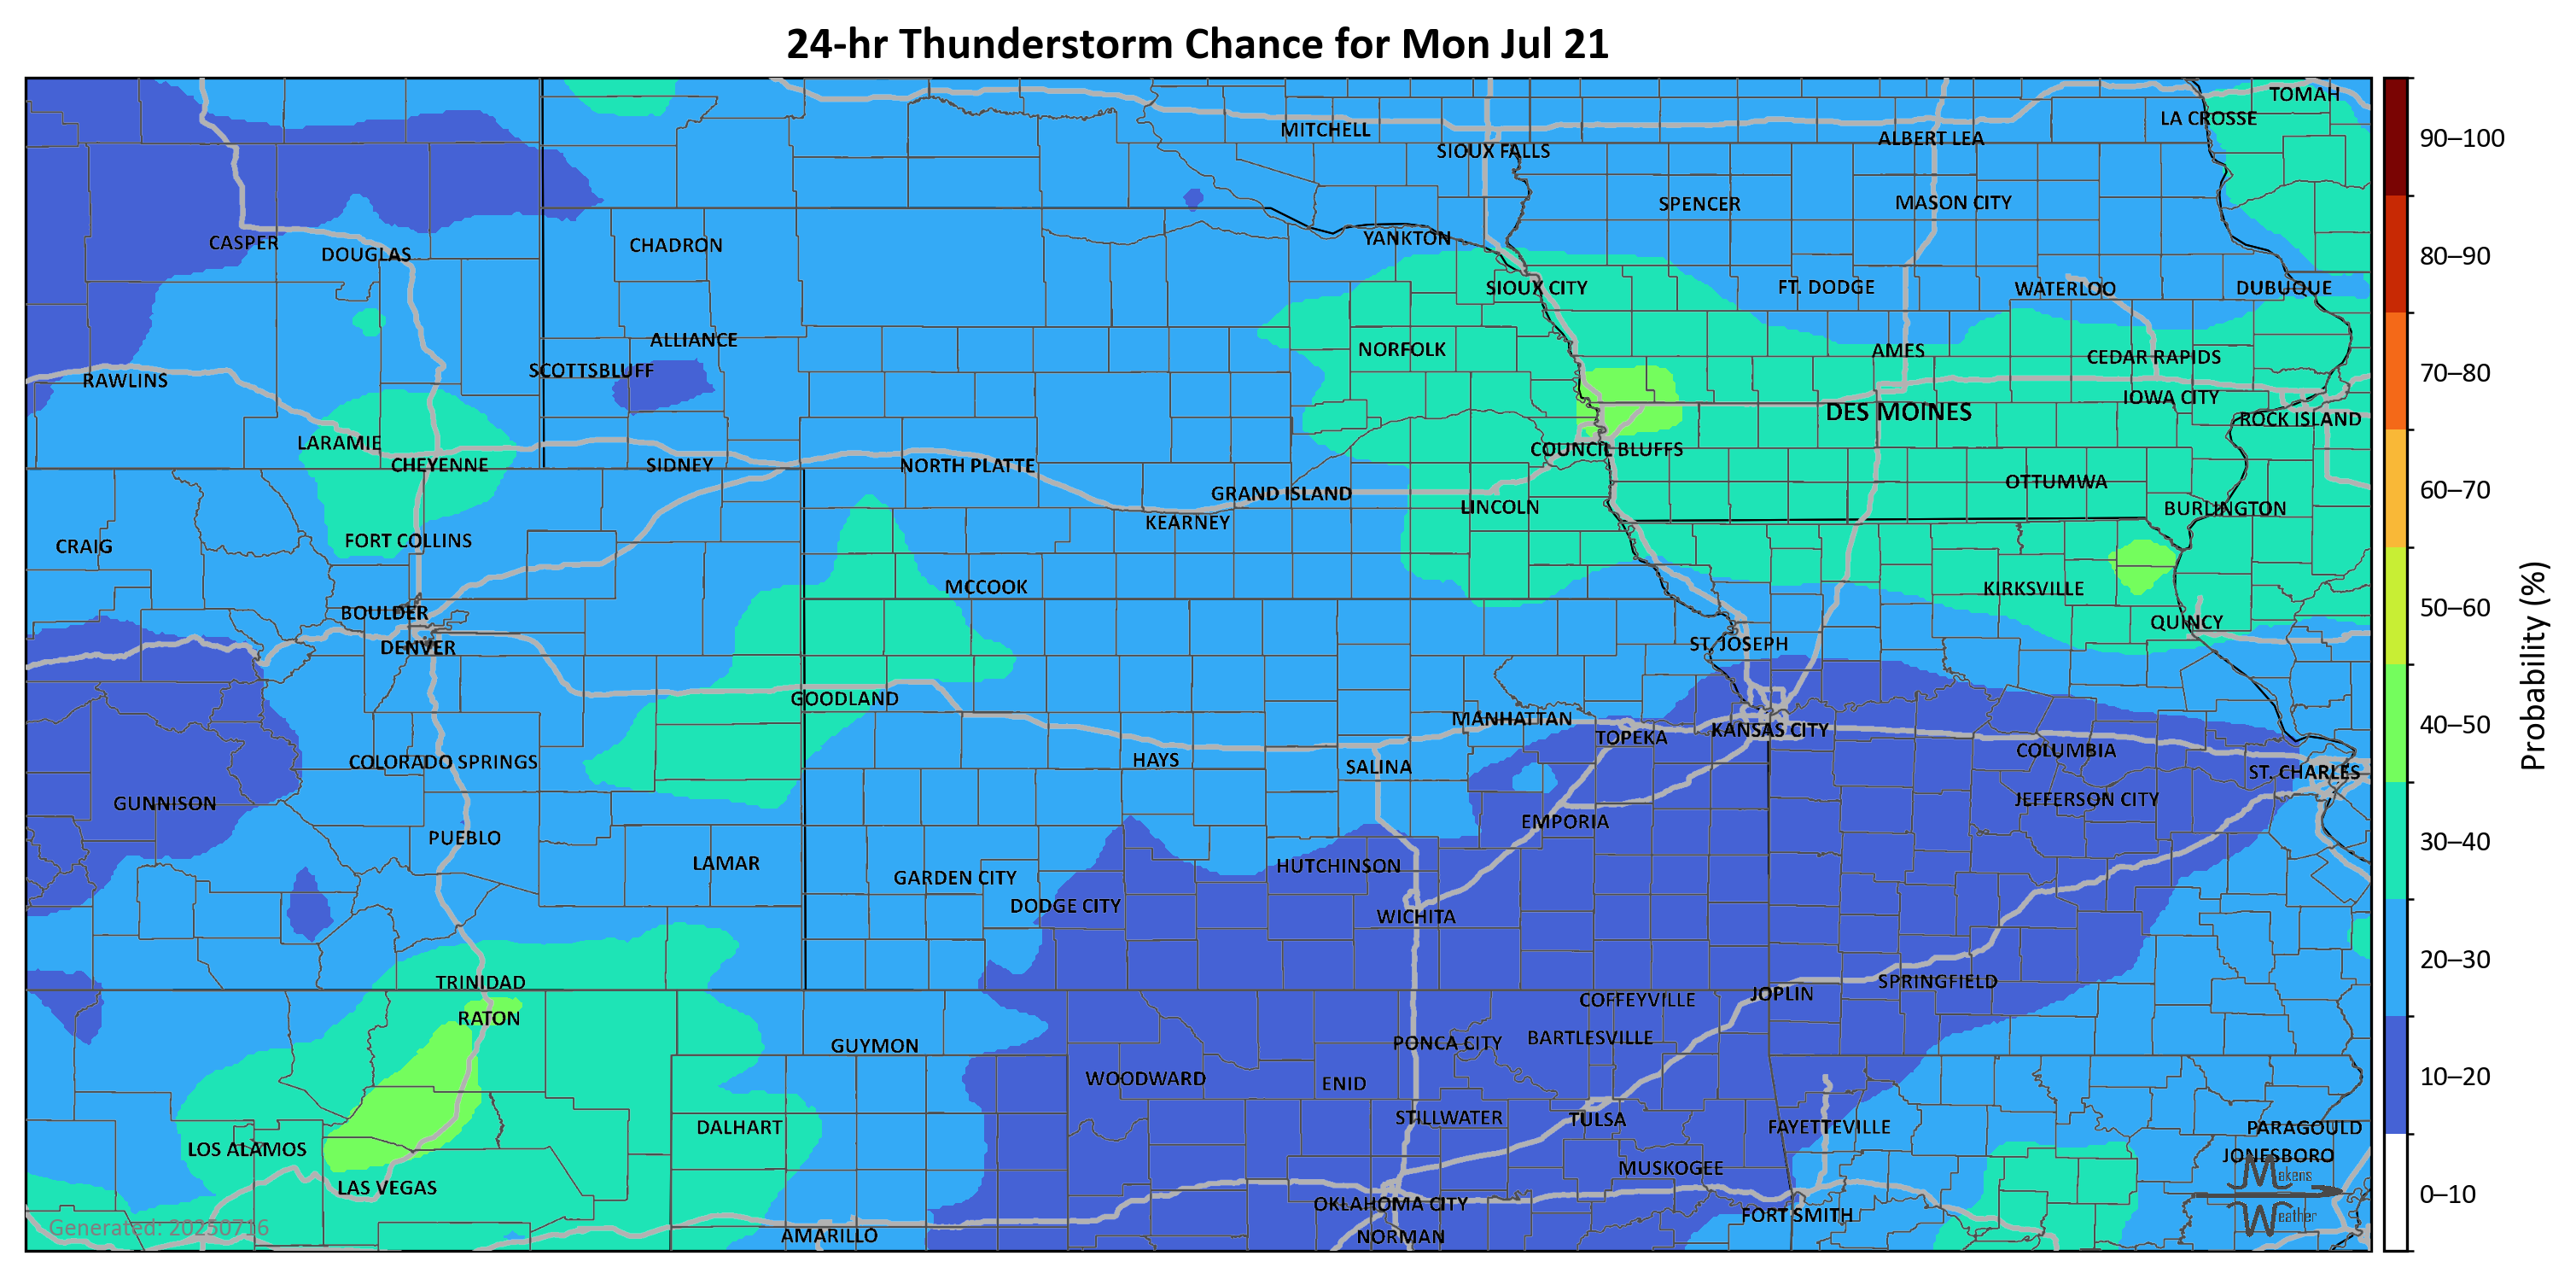 24-hr Thunderstorm Chance for Mon Jul 21
TOMAH
LA CROSSE
MITCHELL
ALBERT LEA
90–100
SIOUX FALLS
SPENCER
MASON CITY
CASPER
DOUGLAS
CHADRON
YANKTON
80–90
SIOUX CITY
FT. DODGE
WATERLOO
DUBUQUE
ALLIANCE
NORFOLK
AMES
CEDAR RAPIDS
RAWLINS
SCOTTSBLUFF
70–80
IOWA CITY
DES MOINES
ROCK ISLAND
LARAMIE
COUNCIL BLUFFS
CHEYENNE
SIDNEY
NORTH PLATTE
OTTUMWA
60–70
GRAND ISLAND
LINCOLN
BURLINGTON
KEARNEY
CRAIG
FORT COLLINS
MCCOOK
KIRKSVILLE
50–60
BOULDER
QUINCY
DENVER
ST. JOSEPH
Probability (%)
GOODLAND
MANHATTAN
TOPEKA
KANSAS CITY
40–50
COLORADO SPRINGS
HAYS
SALINA
COLUMBIA
ST. CHARLES
GUNNISON
JEFFERSON CITY
PUEBLO
EMPORIA
30–40
LAMAR
GARDEN CITY
HUTCHINSON
DODGE CITY
WICHITA
20–30
TRINIDAD
SPRINGFIELD
JOPLIN
COFFEYVILLE
RATON
GUYMON
PONCA CITY
BARTLESVILLE
WOODWARD
ENID
10–20
STILLWATER
TULSA
DALHART
FAYETTEVILLE
PARAGOULD
LOS ALAMOS
JONESBORO
MUSKOGEE
Makens
LAS VEGAS
0–10
OKLAHOMA CITY
FORT SMITH
Weather
Generated: 20250716
AMARILLO
NORMAN